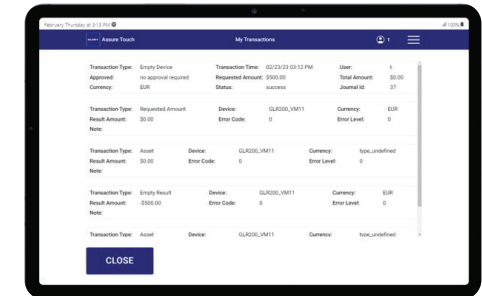 February Thursday at 3:13 PM
100%
Assure Touch
My Transactions
1
Transaction Type: Empty Device Transaction Time: 02/23/23 03:12 PM User: t
Approved: no approval required Requested Amount: $500.00 Total Amount: $0.00
Currency: EUR Status: success Journal Id: 37
Transaction Type: Requested Amount Device: GLR200_VM11 Currency: EUR
Result Amount: $0.00 Error Code: 0 Error Level: 0
Note:
Transaction Type: Asset Device: GLR200_VM11 Currency: type_undefined
Result Amount: $0.00 Error Code: 0 Error Level: 0
Note:
Transaction Type: Empty Result Device: GLR200_VM11 Currency: EUR
Result Amount: -$500.00 Error Code: 0 Error Level: 0
Note:
Transaction Type: Asset Device: GLR200_VM11 Currency: type_undefined
CLOSE